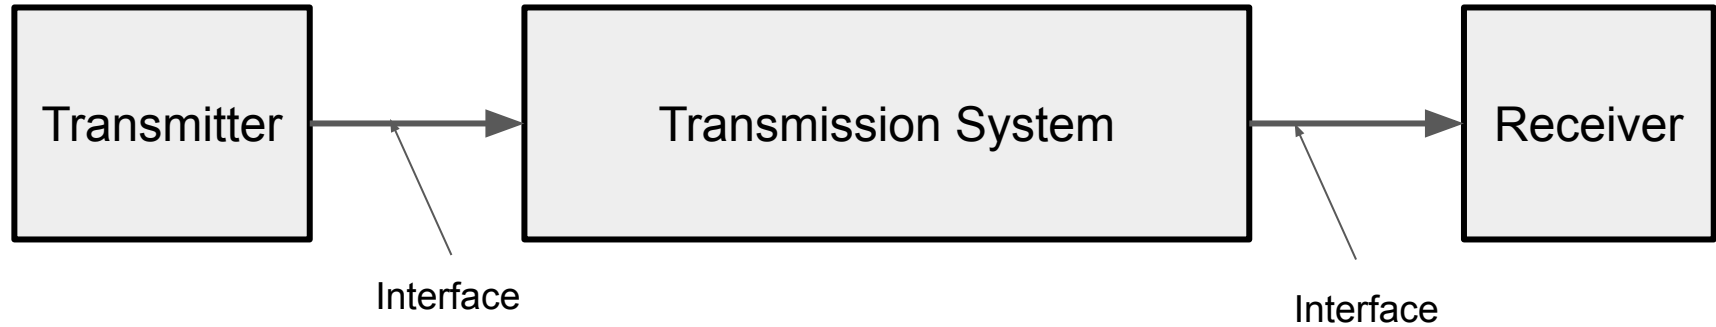 Transmitter
Transmission System
Receiver
Interface
Interface